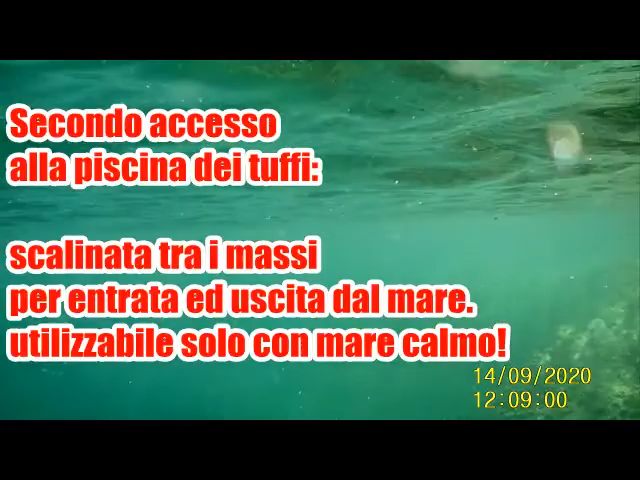 Secondo accesso
alla piscina dei tuffi:
scalinata tra i massi
per entrata ed uscita dal mare.
utilizzabile solo con mare calmo!
14/09/2020
12:09:00